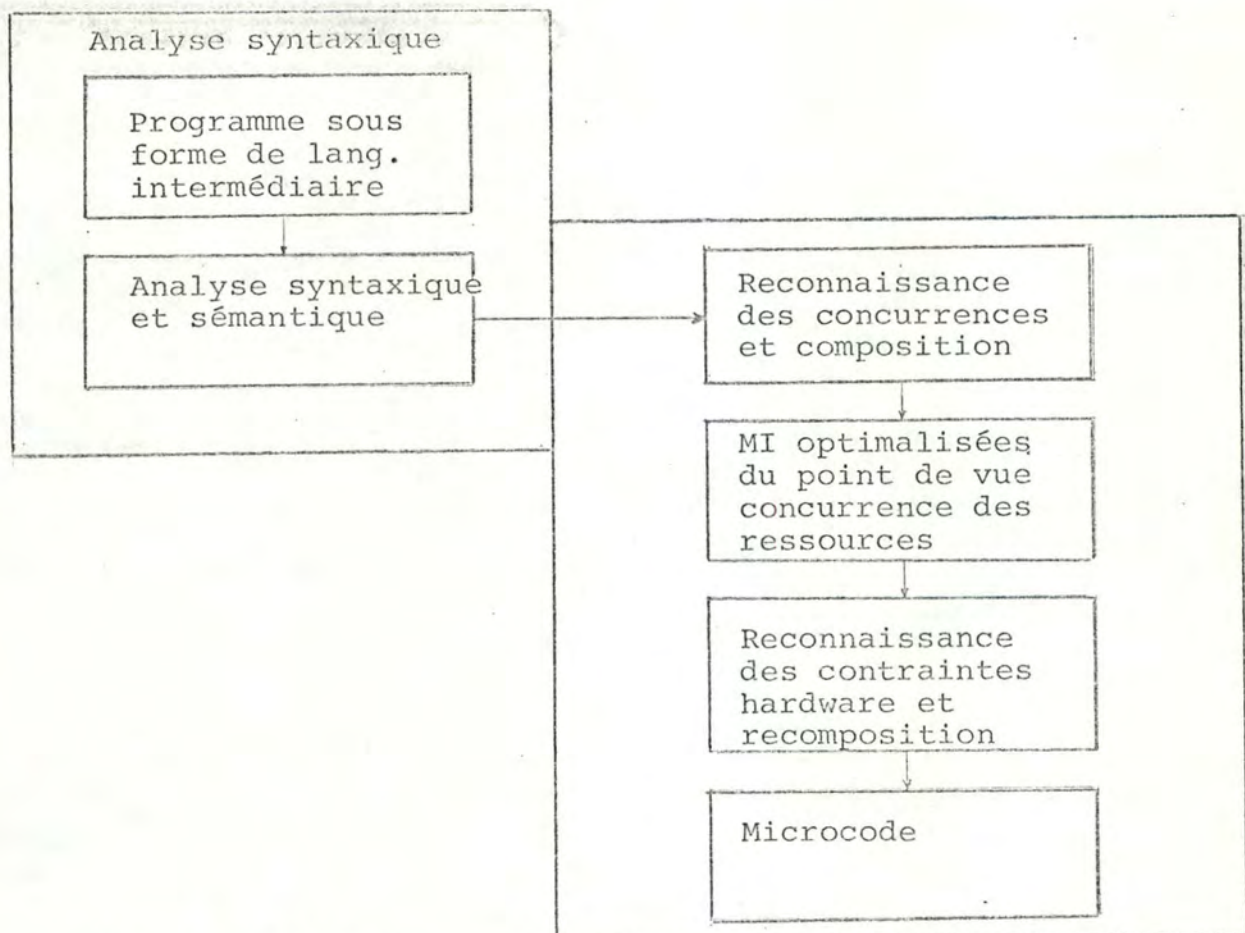 Analyse syntaxique
Programme sous
forme de lang.
intermédiaire
Analyse syntaxique
et sémantique
Reconnaissance
des concurrences
et composition
MI optimalisées
du point de vue
concurrence des
ressources
Reconnaissance
des contraintes
hardware et
recomposition
Microcode